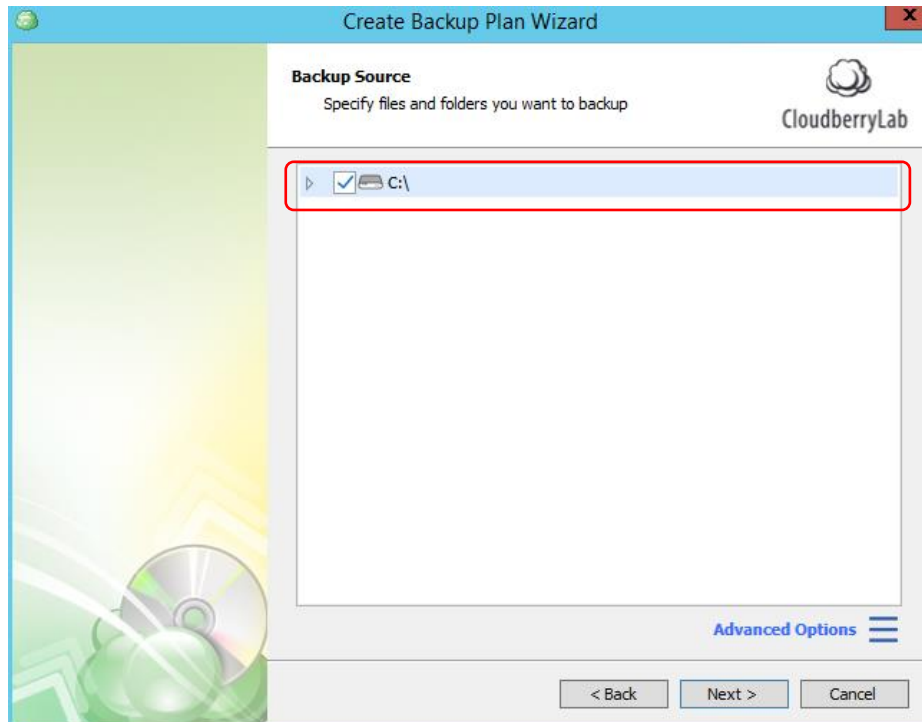 Create Backup Plan Wizard
x
Backup Source
Specify files and folders you want to backup
CloudberryLab
C:\
Advanced Options
< Back
Next >
Cancel